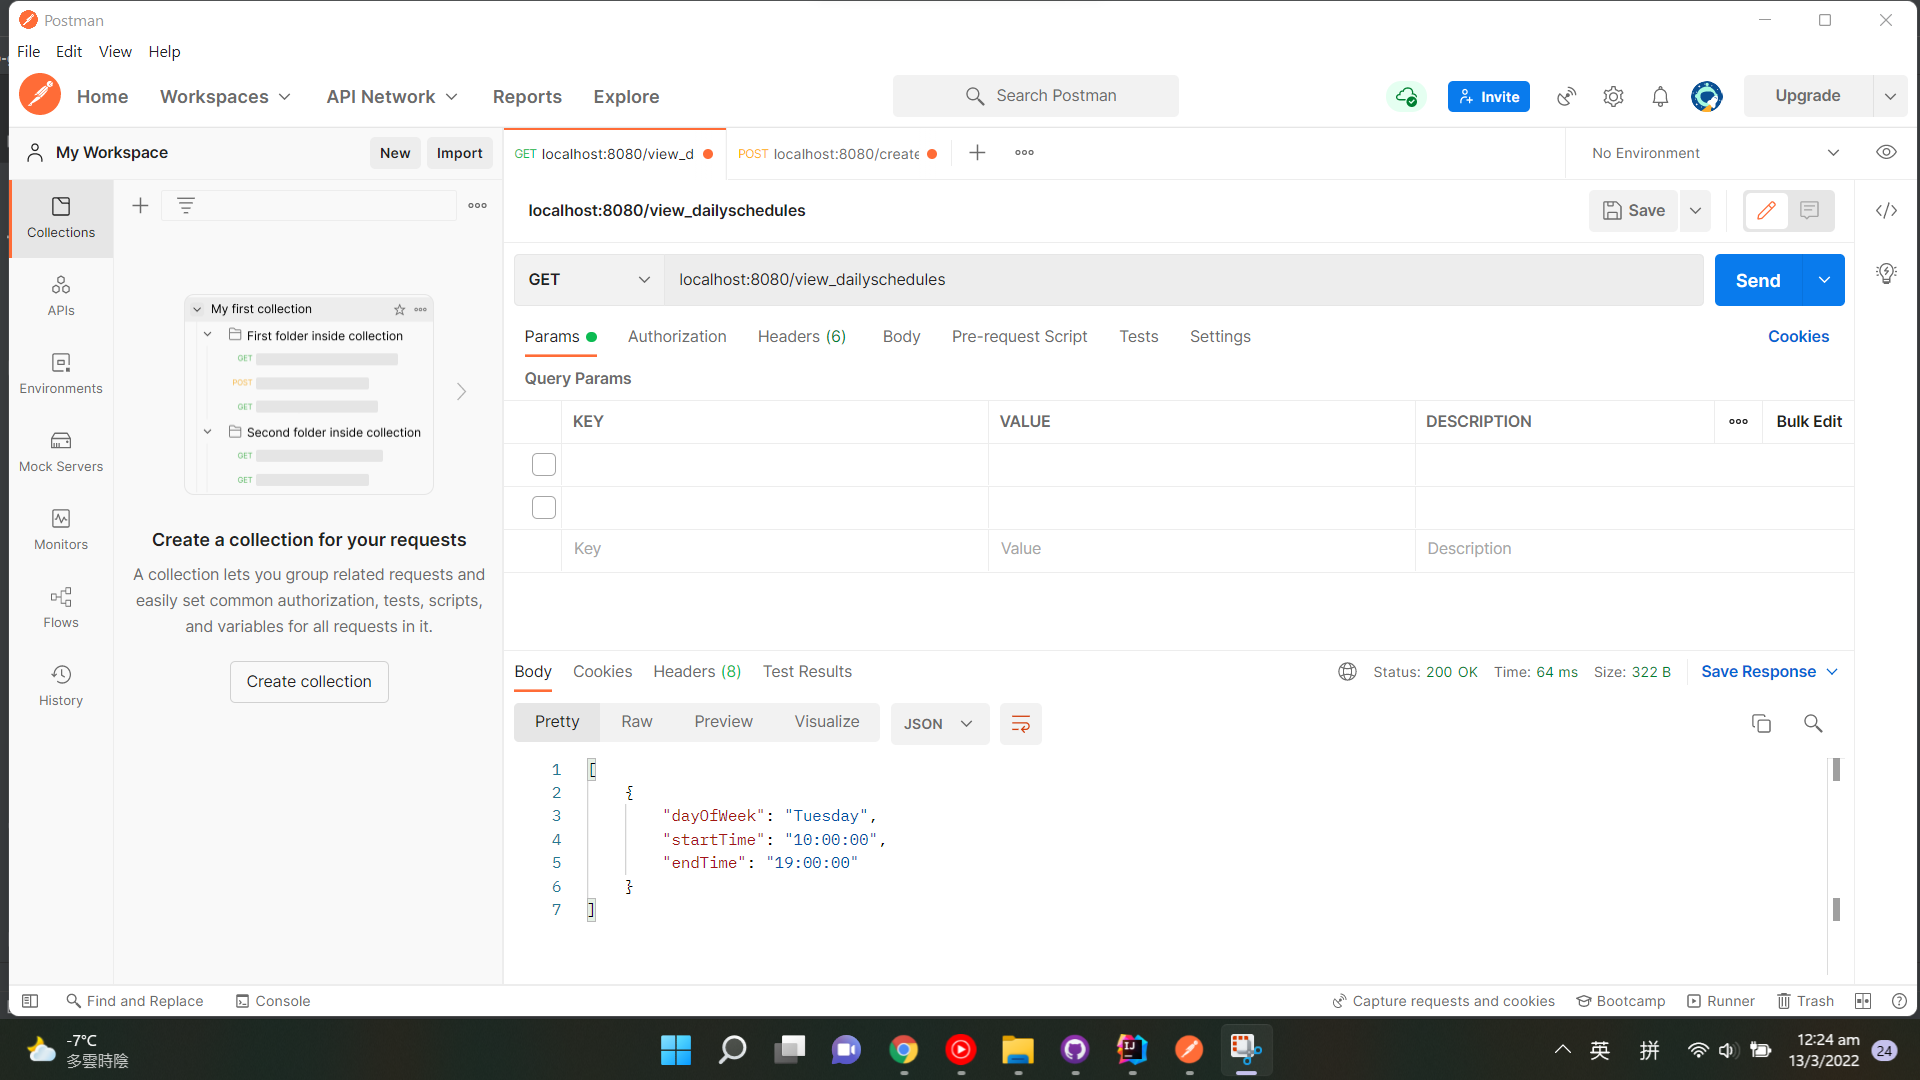 Postman
File Edit View Help
Home Workspaces API Network Reports Explore Search Postman Invite Upgrade
My Workspace New Import GET localhost:8080/view_d POST localhost:8080/create No Environment
Collections
APIs
Environments
Mock Servers
Monitors
Flows
History
My first collection
First folder inside collection
GET
POST
GET
Second folder inside collection
GET
GET
Create a collection for your requests
A collection lets you group related requests and
easily set common authorization, tests, scripts,
and variables for all requests in it.
Create collection
localhost:8080/view_dailyschedules Save
GET localhost:8080/view_dailyschedules Send
Params Authorization Headers (6) Body Pre-request Script Tests Settings Cookies
Query Params
KEY VALUE DESCRIPTION Bulk Edit
Key Value Description
Body Cookies Headers (8) Test Results Status: 200 OK Time: 64 ms Size: 322 B Save Response
Pretty Raw Preview Visualize JSON
1 [
2 {
3 "dayOfWeek": "Tuesday",
4 "startTime": "10:00:00",
5 "endTime": "19:00:00"
6 }
7 ]
Find and Replace Console Capture requests and cookies Bootcamp Runner Trash
-7°C
多雲時陰
英 拼
12:24 am
13/3/2022
24